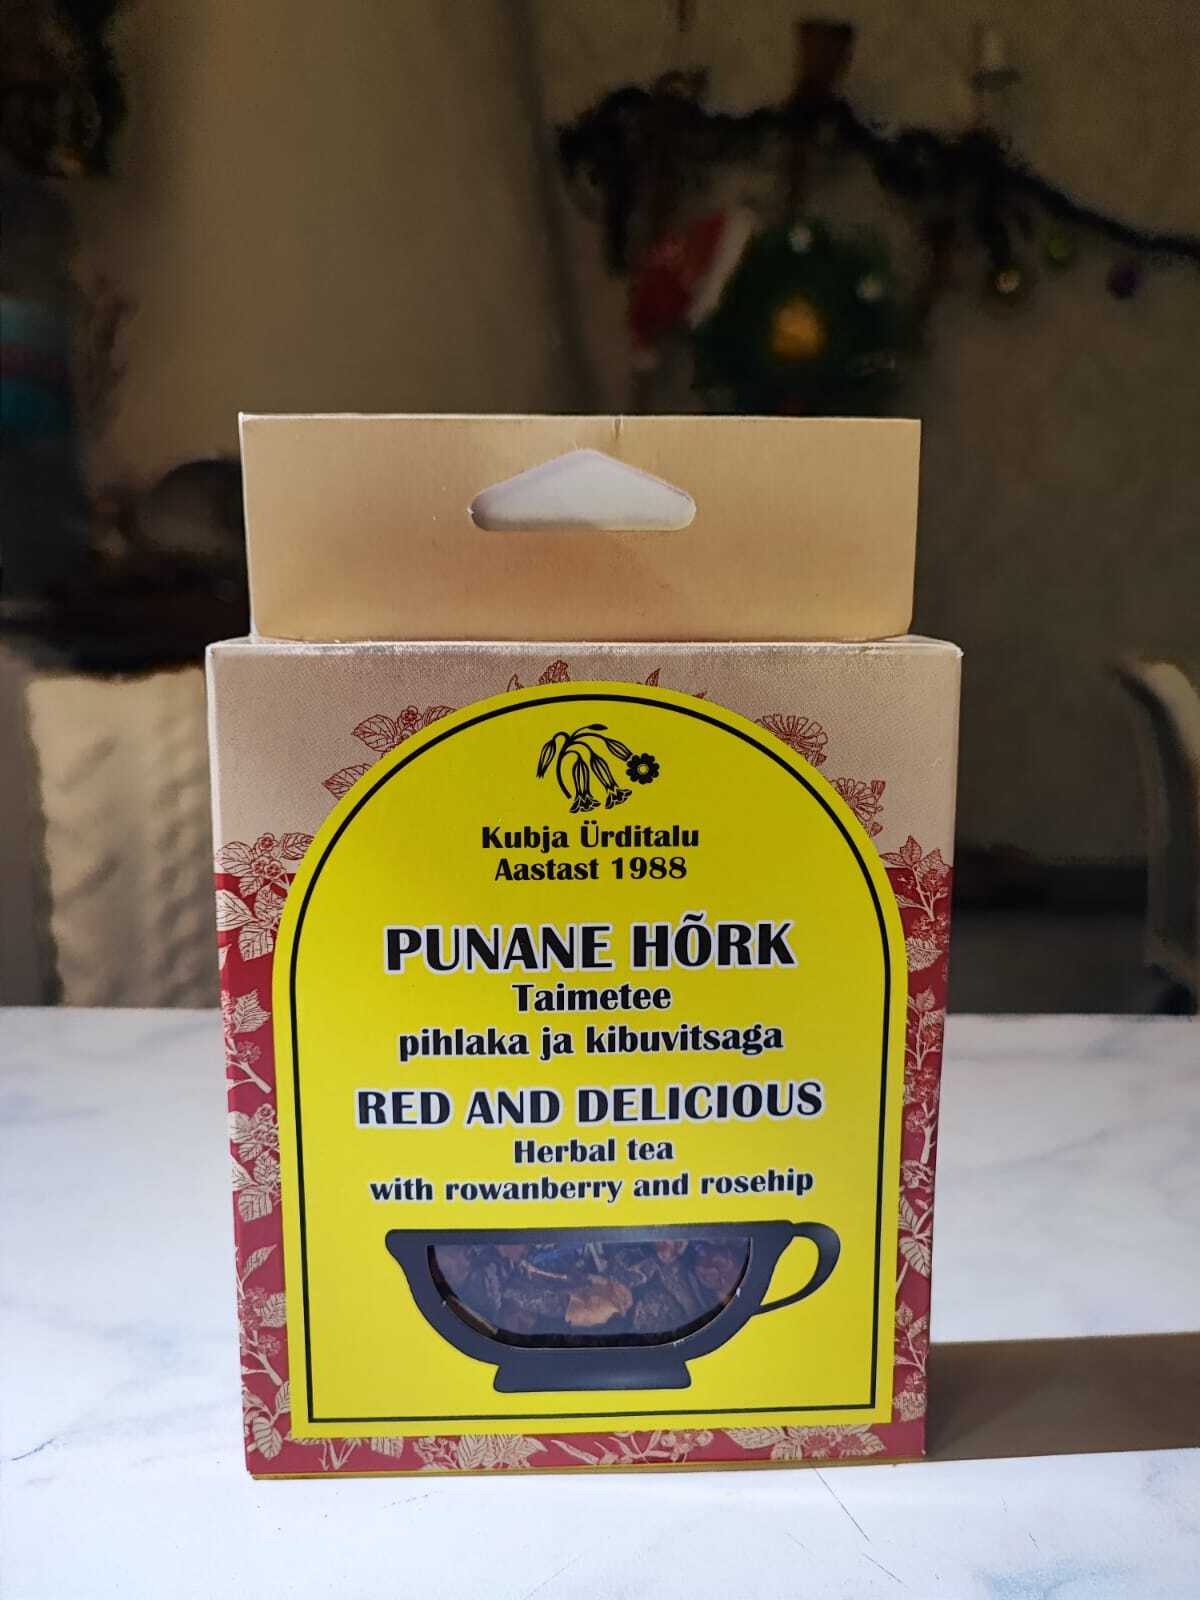 Kubja Ürditalu
Aastast 1988
PUNANE HÕRK
Taimetee
pihlaka ja kibuvitsaga
RED AND DELICIOUS
Herbal tea
with rowanberry and rosehip